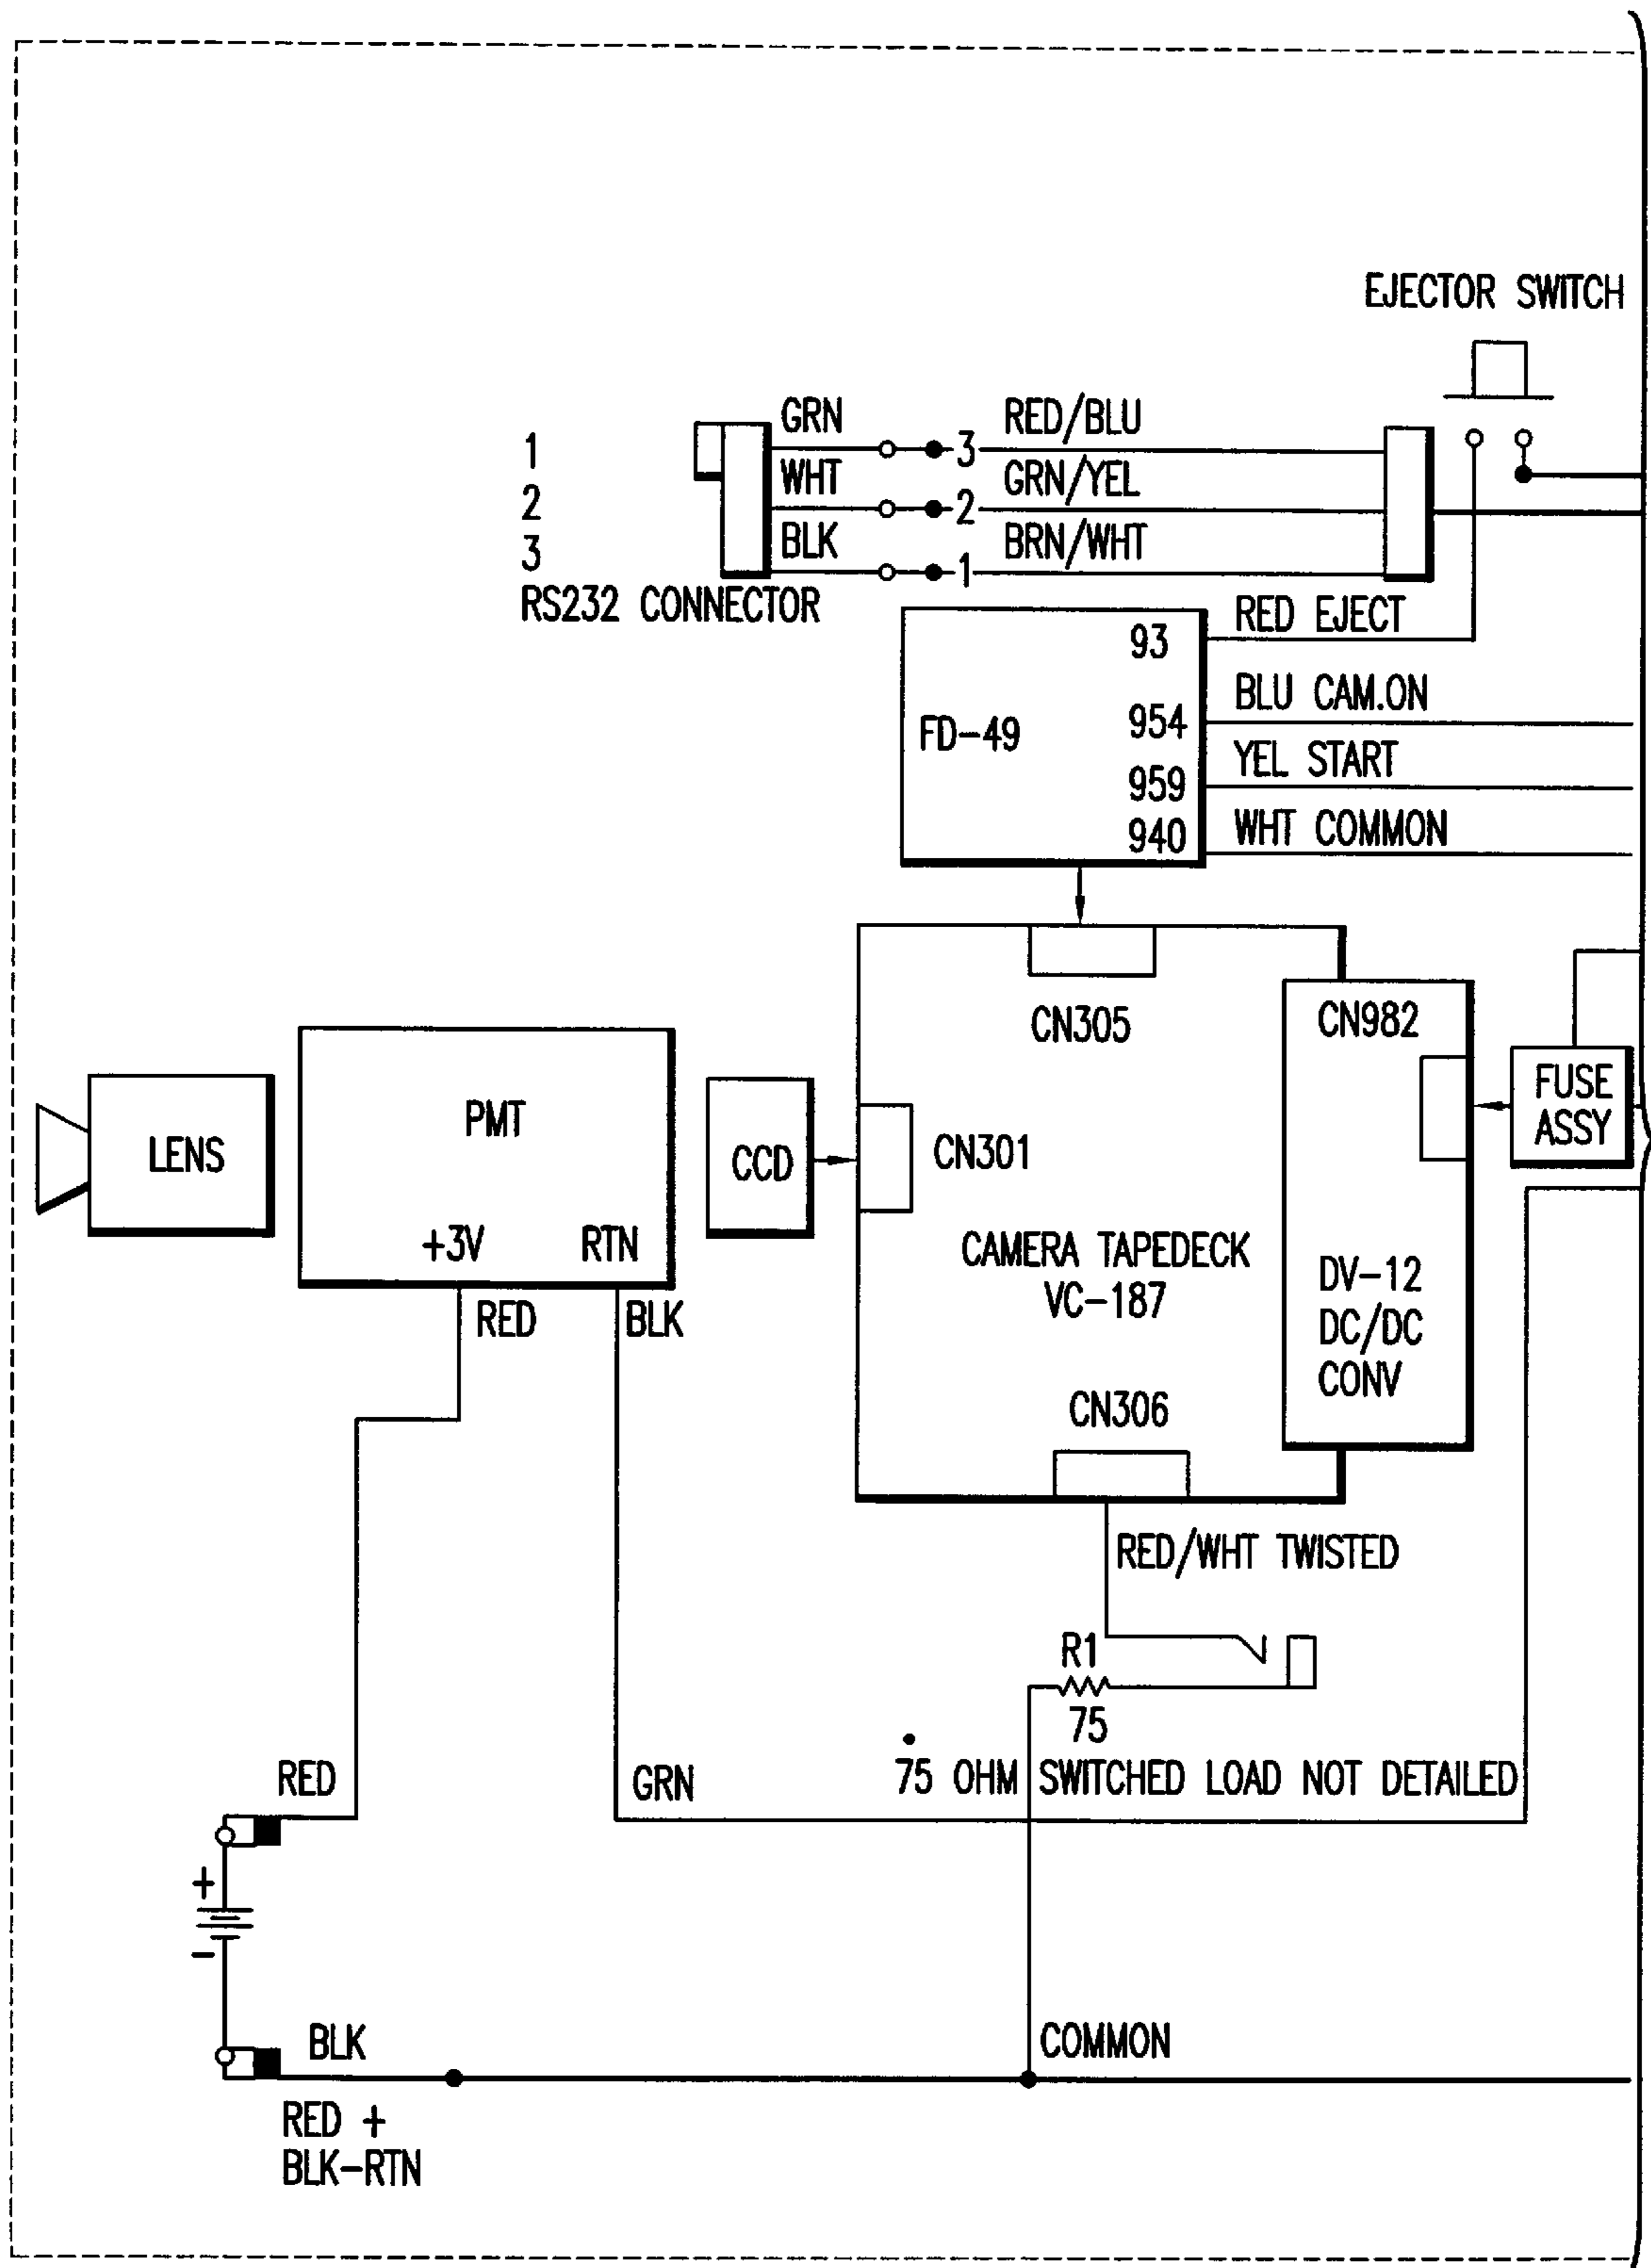 EJECTOR SWITCH
GRN
RED/BLU
1
3
WHT
GRN/YEL
2
2
BLK
BRN/WHT
3
1
RS232 CONNECTOR
93
RED EJECT
FD-49
954
BLU CAM.ON
959
YEL START
940
WHT COMMON
CN305
CN982
FUSE
ASSY
LENS
PMT
+3V
RTN
CCD
CN301
CAMERA TAPEDECK
VC-187
DV-12
DC/DC
CONV
RED
BLK
CN306
RED/WHT TWISTED
R1
75
75 OHM SWITCHED LOAD NOT DETAILED
RED
GRN
+
-
BLK
COMMON
RED +
BLK-RTN